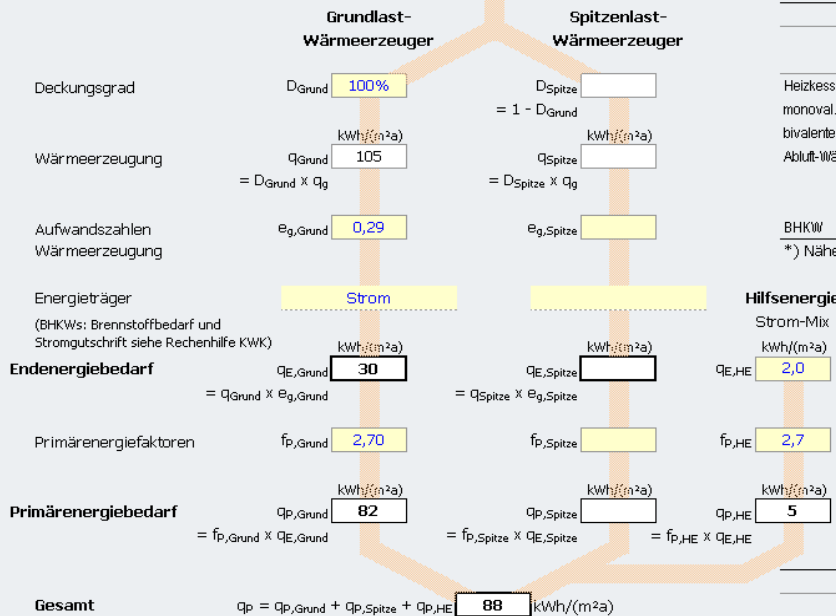 Grundlast-
Wärmeerzeuger
Spitzenlast-
Wärmeerzeuger
Deckungsgrad
DGrund 100%
DSpitze
= 1 - DGrund
Heizkess
monoval.
bivalente
Abluft-Wä
Wärmeerzeugung
kWh/(m²a)
qGrund 105
= DGrund x qg
kWh/(m²a)
qSpitze
= DSpitze x qg
Aufwandszahlen
Wärmeerzeugung
eg,Grund 0,29
eg,Spitze
BHKW
*) Nähe
Energieträger
Strom
(BHKWs: Brennstoffbedarf und
Stromgutschrift siehe Rechenhilfe KWK)
Hilfsenergie
Strom-Mix
Endenergiebedarf
kWh/(m²a)
qE,Grund 30
= qGrund x eg,Grund
kWh/(m²a)
qE,Spitze
= qSpitze x eg,Spitze
kWh/(m²a)
qE,HE 2,0
Primärenergiefaktoren
fP,Grund 2,70
fP,Spitze
fP,HE 2,7
Primärenergiebedarf
kWh/(m²a)
qP,Grund 82
= fP,Grund x qE,Grund
kWh/(m²a)
qP,Spitze
= fP,Spitze x qE,Spitze
kWh/(m²a)
qP,HE 5
= fP,HE x qE,HE
Gesamt
qP = qP,Grund + qP,Spitze + qP,HE 88 kWh/(m²a)